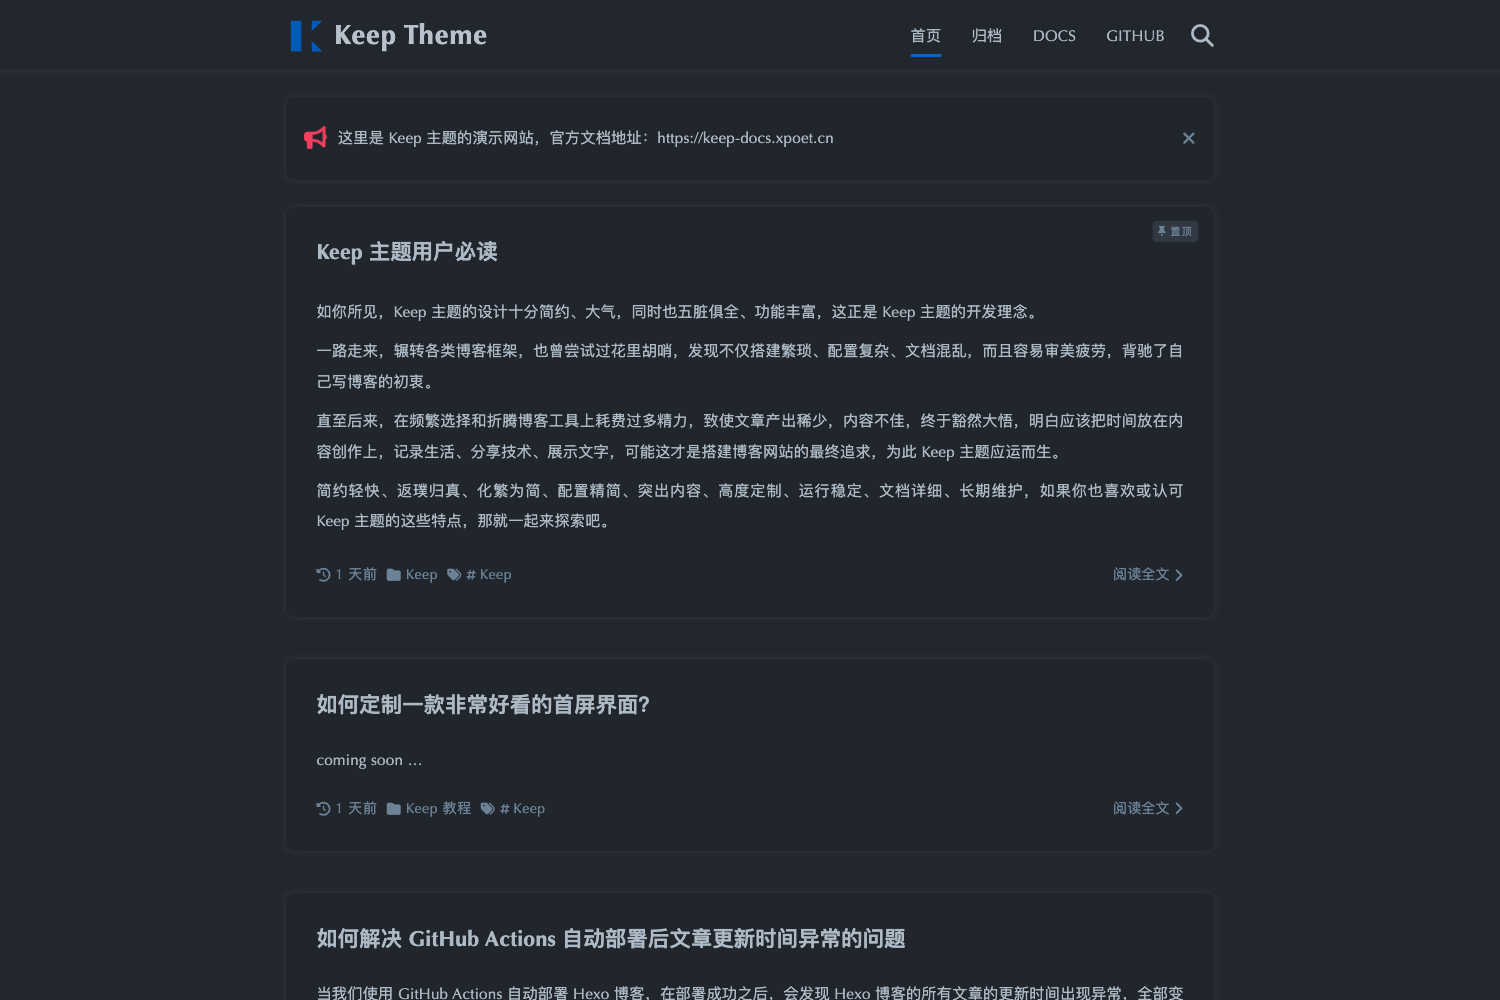 Keep Theme
首页 归档 DOCS GITHUB
这里是 Keep 主题的演示网站，官方文档地址：https://keep-docs.xpoet.cn
置顶
Keep 主题用户必读
如你所见，Keep 主题的设计十分简约、大气，同时也五脏俱全、功能丰富，这正是 Keep 主题的开发理念。
一路走来，辗转各类博客框架，也曾尝试过花里胡哨，发现不仅搭建繁琐、配置复杂、文档混乱，而且容易审美疲劳，背驰了自
己写博客的初衷。
直至后来，在频繁选择和折腾博客工具上耗费过多精力，致使文章产出稀少，内容不佳，终于豁然大悟，明白应该把时间放在内
容创作上，记录生活、分享技术、展示文字，可能这才是搭建博客网站的最终追求，为此 Keep 主题应运而生。
简约轻快、返璞归真、化繁为简、配置精简、突出内容、高度定制、运行稳定、文档详细、长期维护，如果你也喜欢或认可
Keep 主题的这些特点，那就一起来探索吧。
1 天前 Keep # Keep 阅读全文
如何定制一款非常好看的首屏界面?
coming soon …
1 天前 Keep 教程 # Keep 阅读全文
如何解决 GitHub Actions 自动部署后文章更新时间异常的问题
当我们使用 GitHub Actions 自动部署 Hexo 博客，在部署成功之后，会发现 Hexo 博客的所有文章的更新时间出现异常，全部变